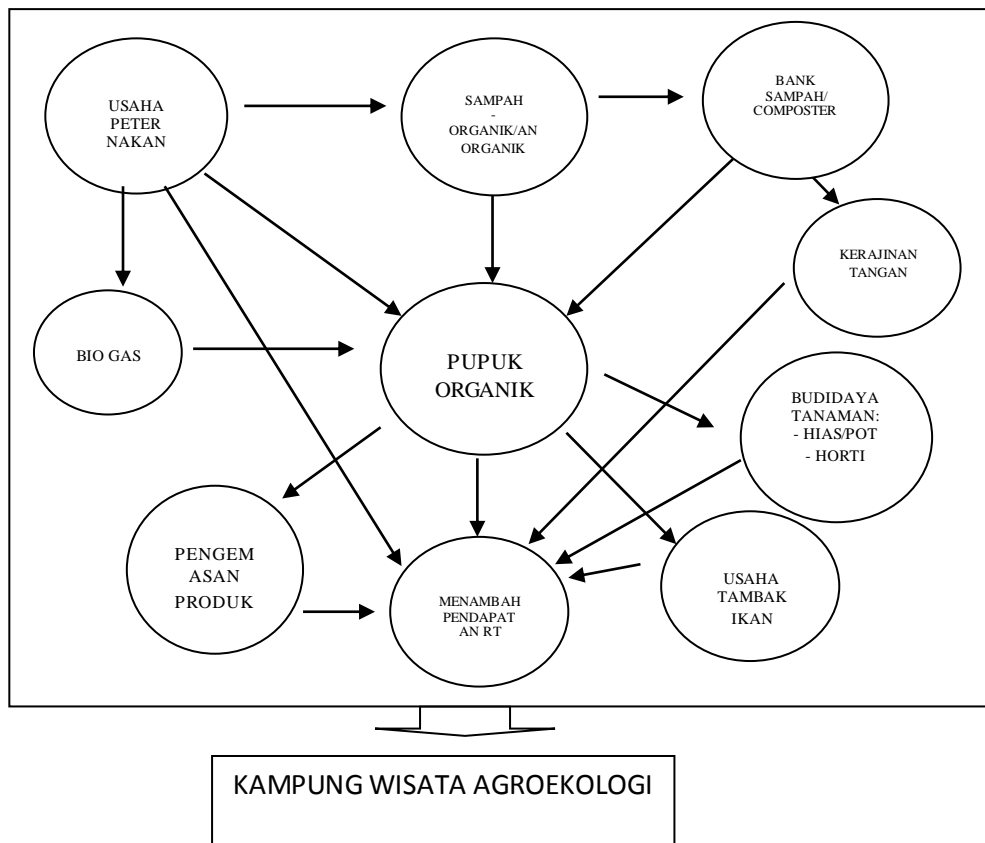 USAHA
PETER
NAKAN
SAMPAH
-
ORGANIK/AN
ORGANIK
BANK
SAMPAH/
COMPOSTER
KERAJINAN
TANGAN
BIO GAS
PUPUK
ORGANIK
BUDIDAYA
TANAMAN:
- HIAS/POT
- HORTI
PENGEM
ASAN
PRODUK
MENAMBAH
PENDAPAT
AN RT
USAHA
TAMBAK
IKAN
KAMPUNG WISATA AGROEKOLOGI